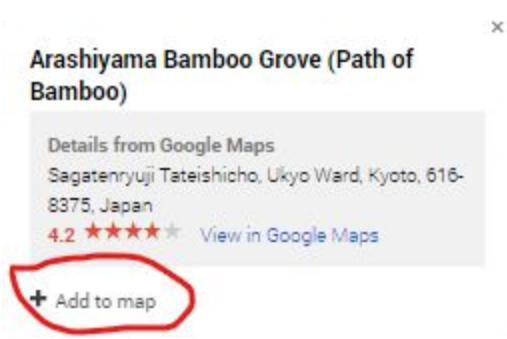 ×
Arashiyama Bamboo Grove (Path of
Bamboo)
Details from Google Maps
Sagatenryuji Tateishicho, Ukyo Ward, Kyoto, 616-
8375, Japan
4.2 ★★★★★ View in Google Maps
+ Add to map